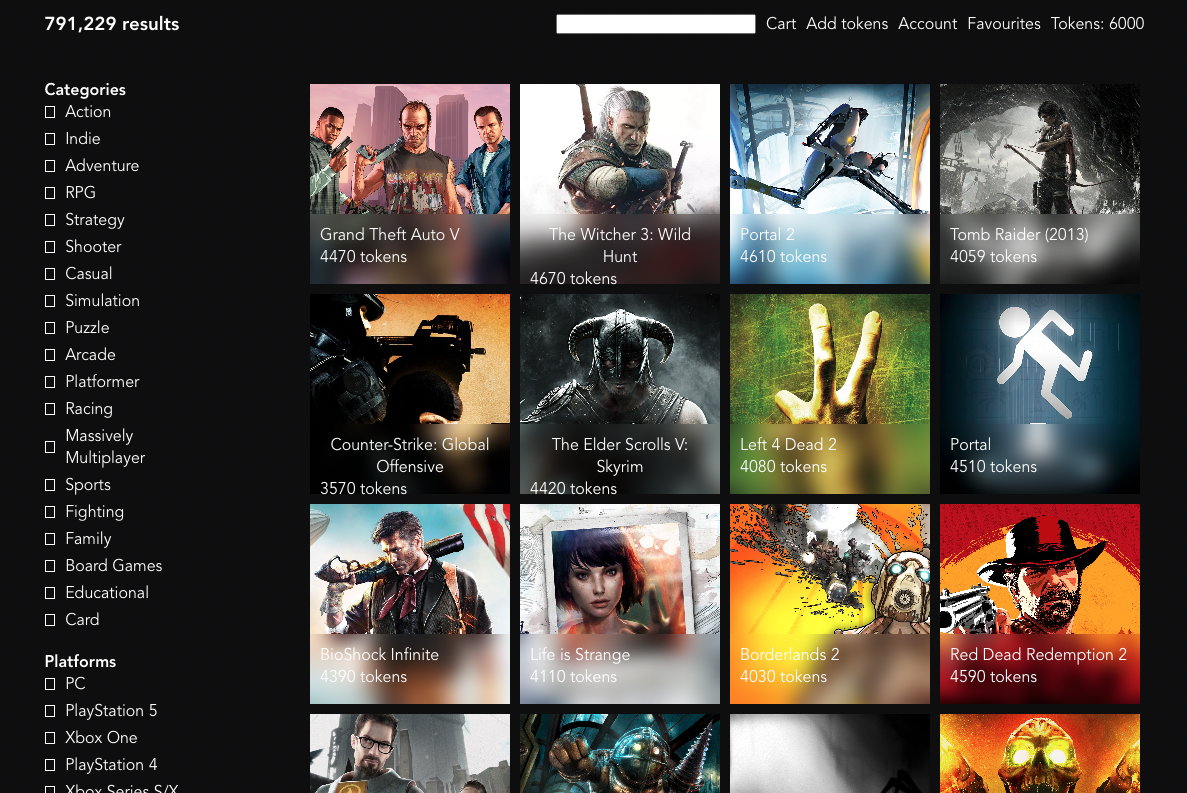 791,229 results
Cart Add tokens Account Favourites Tokens: 6000
Categories
Action
Indie
Adventure
RPG
Strategy
Shooter
Casual
Simulation
Puzzle
Arcade
Platformer
Racing
Massively
Multiplayer
Sports
Fighting
Family
Board Games
Educational
Card
Platforms
PC
PlayStation 5
Xbox One
PlayStation 4
Xbox Series S/X
Grand Theft Auto V
4470 tokens
The Witcher 3: Wild
Hunt
4670 tokens
Portal 2
4610 tokens
Tomb Raider (2013)
4059 tokens
Counter-Strike: Global
Offensive
3570 tokens
The Elder Scrolls V:
Skyrim
4420 tokens
Left 4 Dead 2
4080 tokens
Portal
4510 tokens
BioShock Infinite
4390 tokens
Life is Strange
4110 tokens
Borderlands 2
4030 tokens
Red Dead Redemption 2
4590 tokens